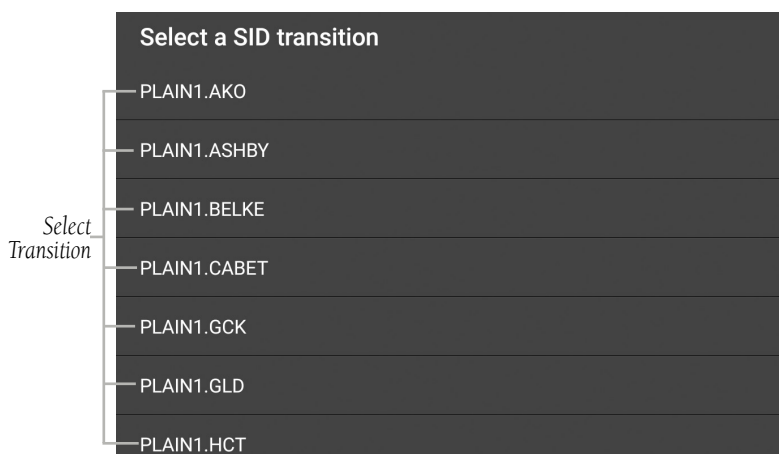 Select a SID transition
PLAIN1.AKO
PLAIN1.ASHBY
PLAIN1.BELKE
Select
Transition
PLAIN1.CABET
PLAIN1.GCK
PLAIN1.GLD
PLAIN1.HCT